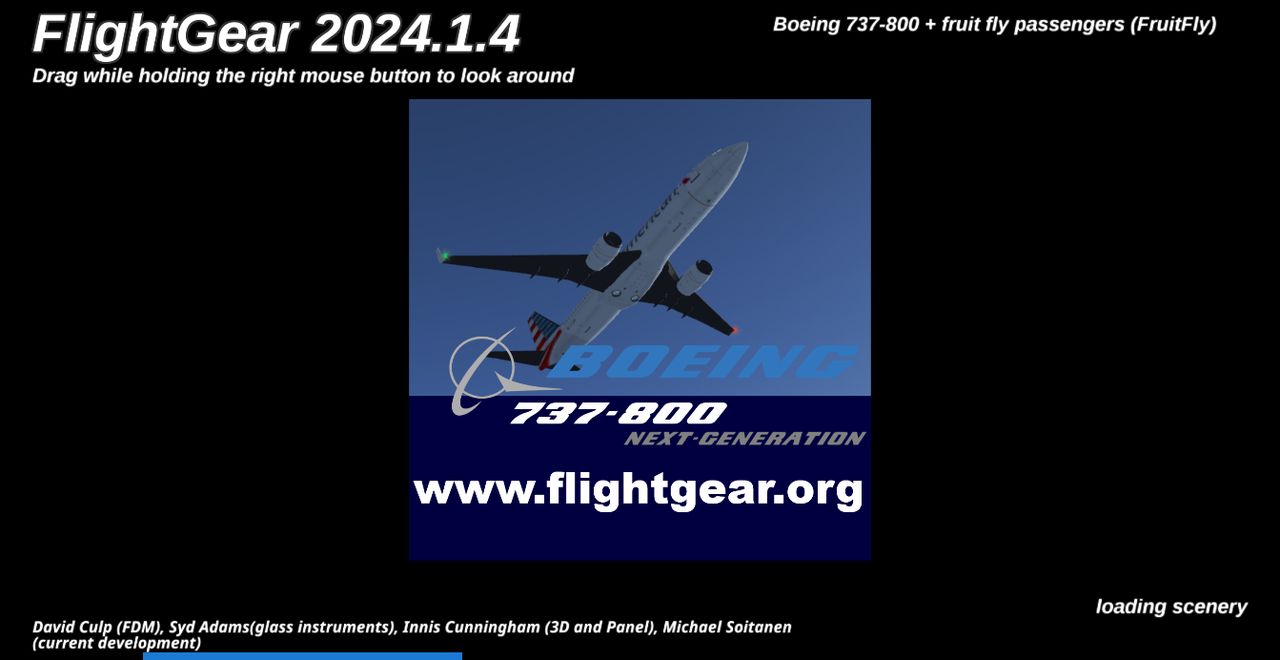 FlightGear 2024.1.4
Boeing 737-800 + fruit fly passengers (FruitFly)
Drag while holding the right mouse button to look around
BOEING
737-800
NEXT-GENERATION
www.flightgear.org
loading scenery
David Culp (FDM), Syd Adams(glass instruments), Innis Cunningham (3D and Panel), Michael Soitanen
(current development)